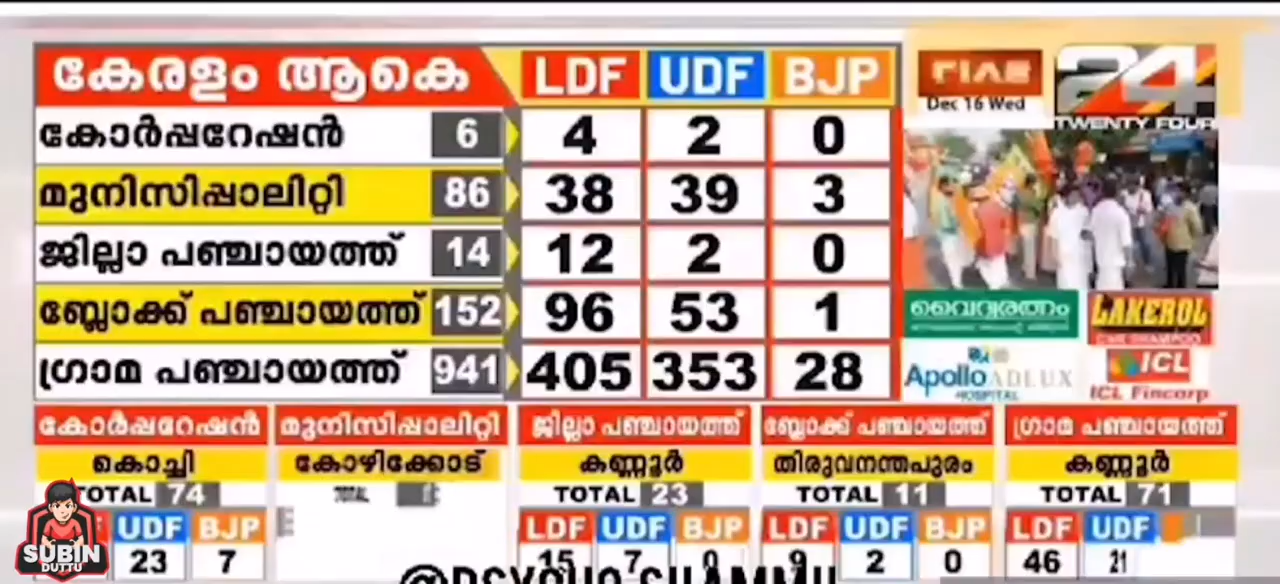 കേരളം ആകെ LDF UDF BJP
കോർപ്പറേഷൻ 6 4 2 0
മുനിസിപ്പാലിറ്റി 86 38 39 3
ജില്ലാ പഞ്ചായത്ത് 14 12 2 0
ബ്ലോക്ക് പഞ്ചായത്ത് 152 96 53 1
ഗ്രാമ പഞ്ചായത്ത് 941 405 353 28
Dec 16 Wed
24
TWENTY FOUR
വൈദ്യരത്നം
LAKEROL
CAR SHAMPOO
Apollo ADLUX
HOSPITAL
ICL
ICL Fincorp
കോർപ്പറേഷൻ മുനിസിപ്പാലിറ്റി ജില്ലാ പഞ്ചായത്ത് ബ്ലോക്ക് പഞ്ചായത്ത് ഗ്രാമ പഞ്ചായത്ത്
കൊച്ചി കോഴിക്കോട് കണ്ണൂർ തിരുവനന്തപുരം കണ്ണൂർ
TOTAL 74 TOTAL TOTAL 23 TOTAL 11 TOTAL 71
UDF BJP LDF UDF BJP LDF UDF BJP LDF UDF
23 7 15 7 0 9 2 0 46 21
SUBIN
DUTTU